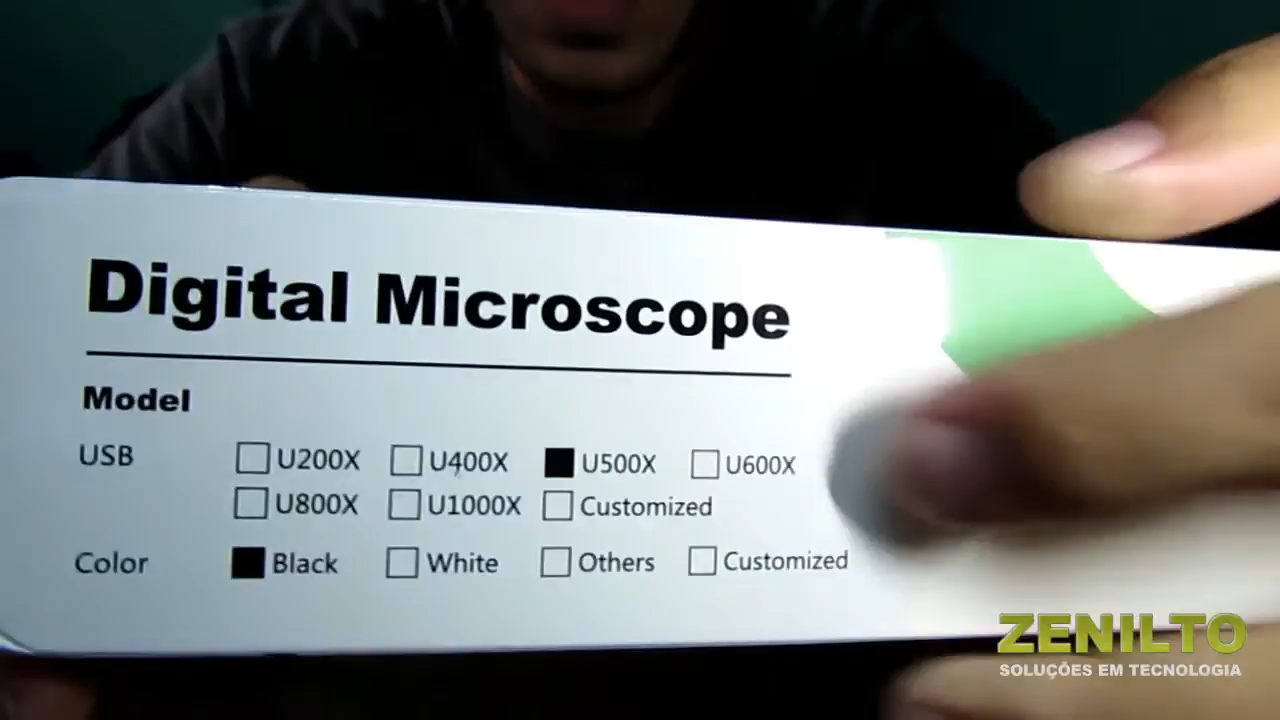 Digital Microscope
Model
USB U200X U400X U500X U600X
U800X U1000X Customized
Color Black White Others Customized
ZENILTO
SOLUÇÕES EM TECNOLOGIA